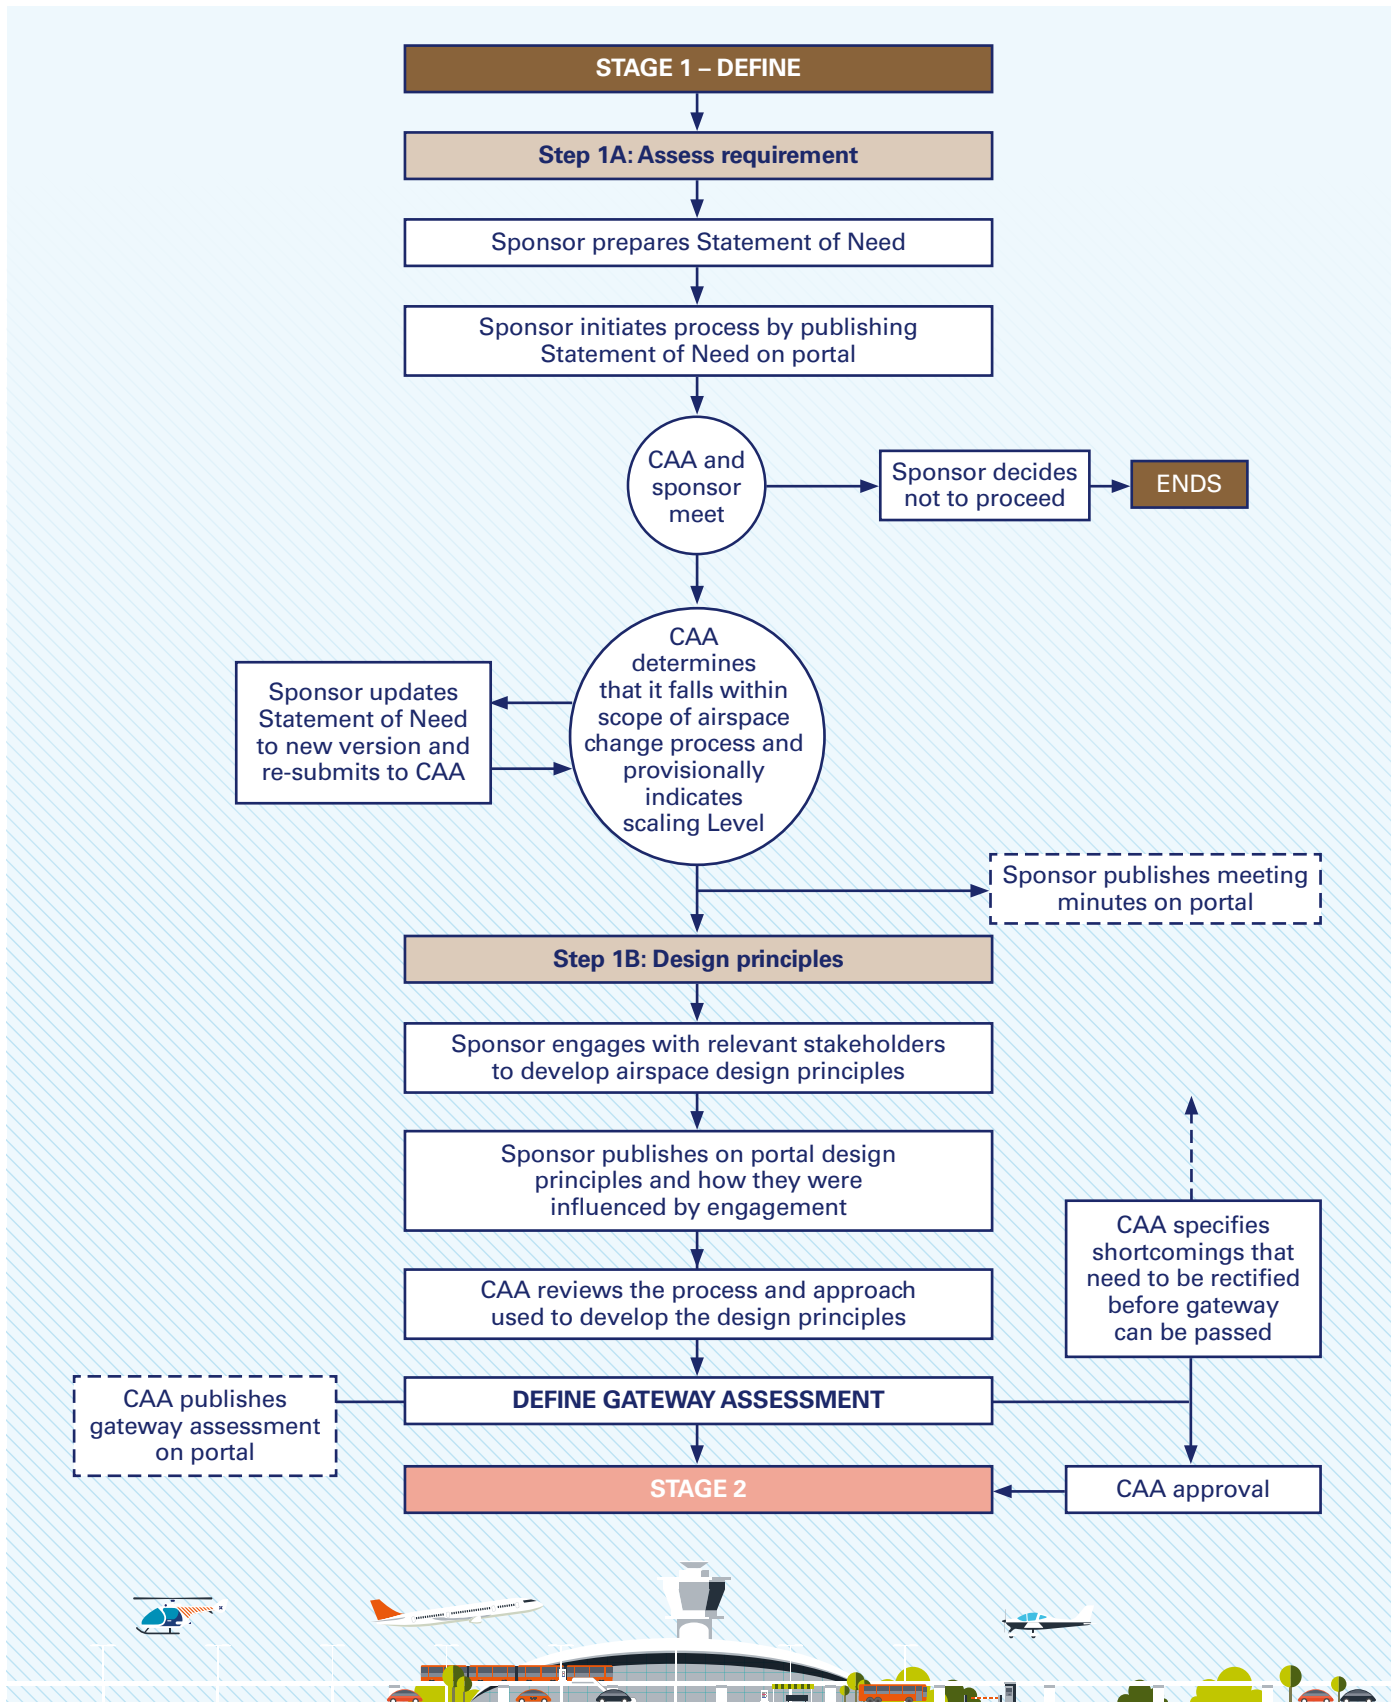 STAGE 1 – DEFINE
Step 1A: Assess requirement
Sponsor prepares Statement of Need
Sponsor initiates process by publishing
Statement of Need on portal
CAA and
sponsor
meet
Sponsor decides
not to proceed
ENDS
CAA
determines
that it falls within
scope of airspace
change process and
provisionally
indicates
scaling Level
Sponsor updates
Statement of Need
to new version and
re-submits to CAA
Sponsor publishes meeting
minutes on portal
Step 1B: Design principles
Sponsor engages with relevant stakeholders
to develop airspace design principles
Sponsor publishes on portal design
principles and how they were
influenced by engagement
CAA reviews the process and approach
used to develop the design principles
CAA specifies
shortcomings that
need to be rectified
before gateway
can be passed
CAA publishes
gateway assessment
on portal
DEFINE GATEWAY ASSESSMENT
STAGE 2
CAA approval